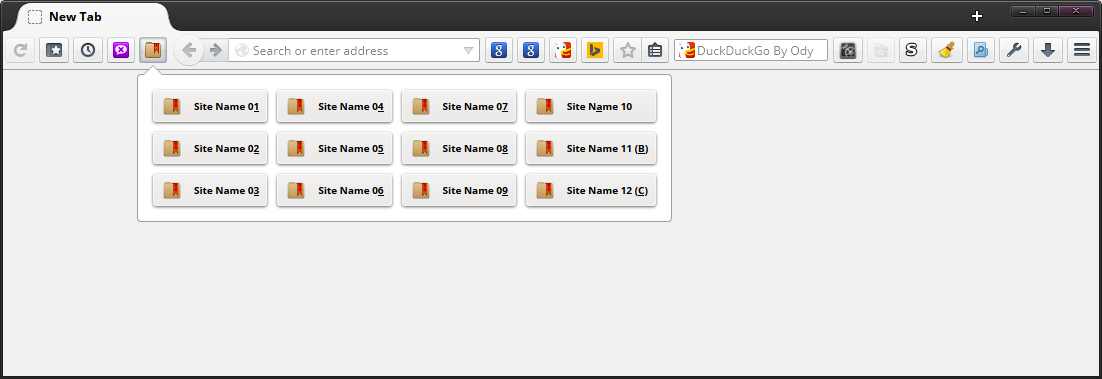 New Tab
Search or enter address
8
8
DuckDuckGo By Ody
S
Site Name 01
Site Name 04
Site Name 07
Site Name 10
Site Name 02
Site Name 05
Site Name 08
Site Name 11 (B)
Site Name 03
Site Name 06
Site Name 09
Site Name 12 (C)